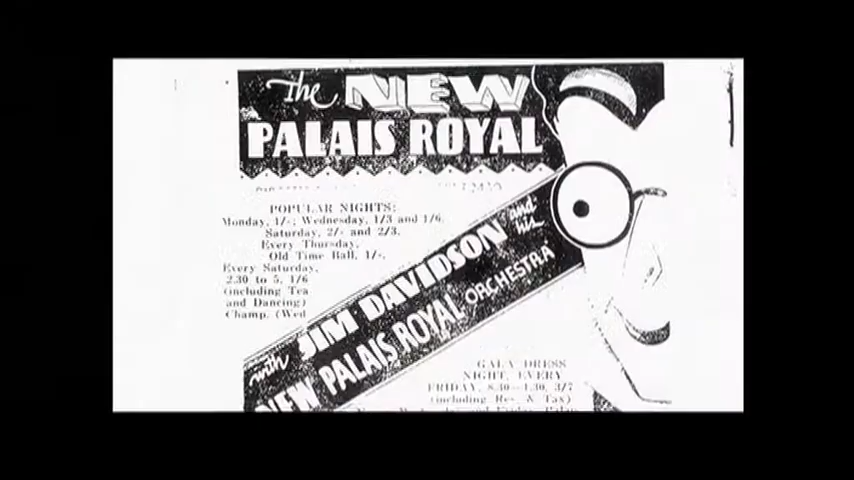 The NEW
PALAIS ROYAL
POPULAR NIGHTS:
Monday, 1/-; Wednesday, 1/3 and 1/6,
Saturday, 2/- and 2/3.
Every Thursday,
Old Time Ball, 1/-.
Every Saturday,
2.30 to 5, 1/6
(including Tea
and Dancing)
Champ. (Wed
with JIM DAVIDSON and his
NEW PALAIS ROYAL ORCHESTRA
GALA DRESS
NIGHT, EVERY
FRIDAY, 8.30—1.30, 3/7
(including Res. & Tax)